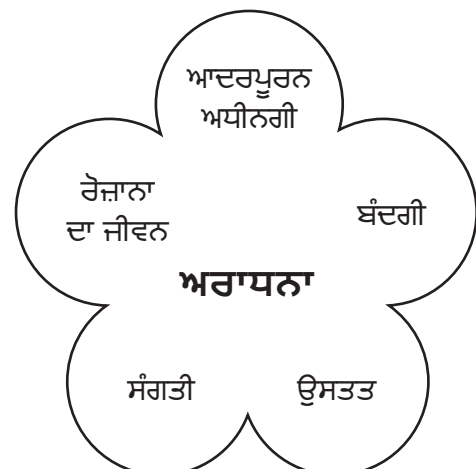 ਆਦਰਪੂਰਨ
ਅਧੀਨਗੀ
ਰੋਜ਼ਾਨਾ
ਦਾ ਜੀਵਨ
ਬੰਦਗੀ
ਅਰਾਧਨਾ
ਸੰਗਤੀ
ਉਸਤਤ